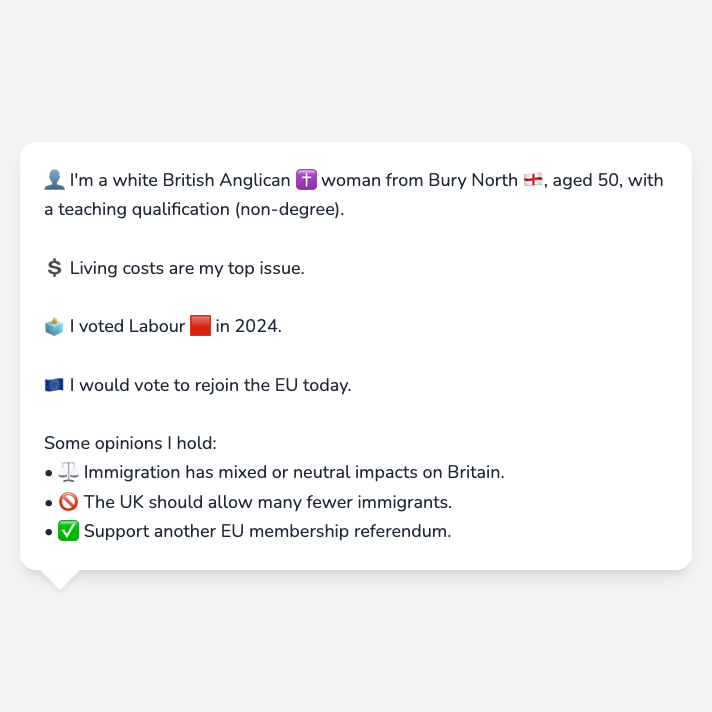 👤 I'm a white British Anglican ✝️ woman from Bury North 🏴󠁧󠁢󠁥󠁮󠁧󠁿, aged 50, with
a teaching qualification (non-degree).
💲 Living costs are my top issue.
🗳️ I voted Labour 🟥 in 2024.
🇪🇺 I would vote to rejoin the EU today.
Some opinions I hold:
• ⚖️ Immigration has mixed or neutral impacts on Britain.
• 🚫 The UK should allow many fewer immigrants.
• ✅ Support another EU membership referendum.